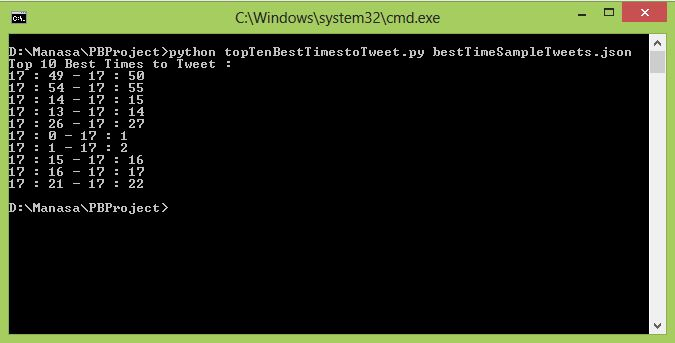 C:\Windows\system32\cmd.exe
D:\Manasa\PBProject>python topTenBestTimestoTweet.py bestTimeSampleTweets.json
Top 10 Best Times to Tweet :
17 : 49 - 17 : 50
17 : 54 - 17 : 55
17 : 14 - 17 : 15
17 : 13 - 17 : 14
17 : 26 - 17 : 27
17 : 0 - 17 : 1
17 : 1 - 17 : 2
17 : 15 - 17 : 16
17 : 16 - 17 : 17
17 : 21 - 17 : 22
D:\Manasa\PBProject>